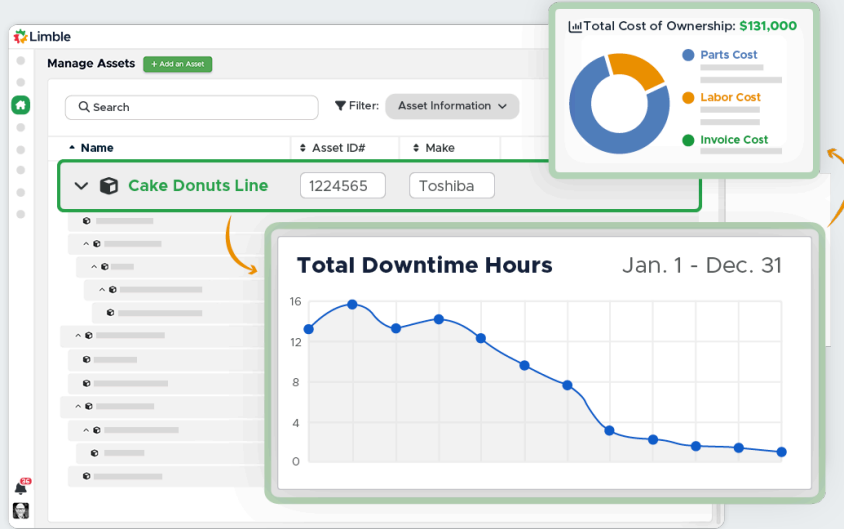 Limble
Total Cost of Ownership: $131,000
Parts Cost
Labor Cost
Invoice Cost
Manage Assets
+ Add an Asset
Search
Filter:
Asset Information
Name
Asset ID#
Make
Cake Donuts Line
1224565
Toshiba
Total Downtime Hours
Jan. 1 - Dec. 31
16
12
8
4
0
26